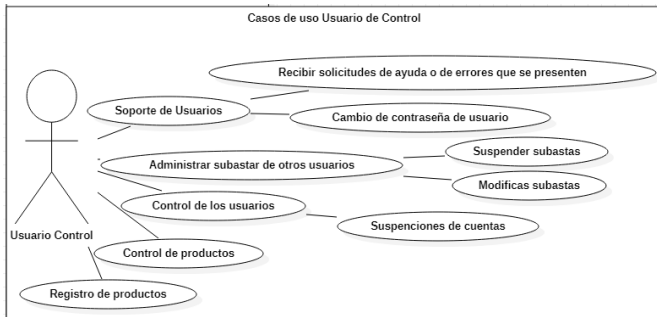 Casos de uso Usuario de Control
Recibir solicitudes de ayuda o de errores que se presenten
Soporte de Usuarios
Cambio de contraseña de usuario
Suspender subastas
Administrar subastar de otros usuarios
Modificas subastas
Control de los usuarios
Suspenciones de cuentas
Usuario Control
Control de productos
Registro de productos